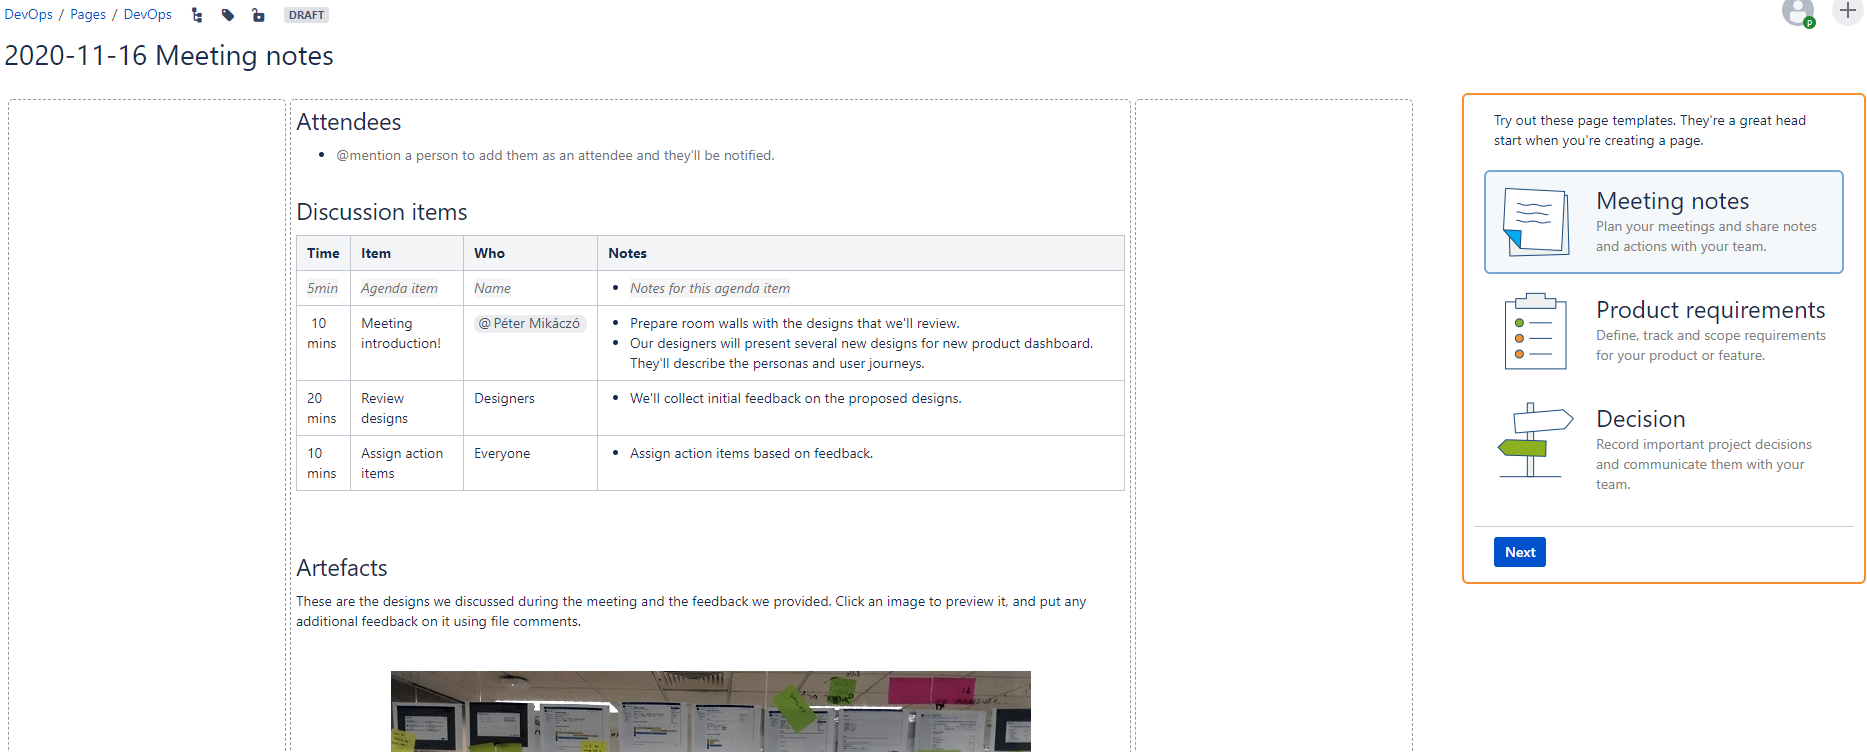 DevOps / Pages / DevOps DRAFT
2020-11-16 Meeting notes
Attendees
• @mention a person to add them as an attendee and they'll be notified.
Discussion items
Time Item Who Notes
5min Agenda item Name • Notes for this agenda item
10 mins Meeting introduction! @ Péter Mikáczó • Prepare room walls with the designs that we'll review.
• Our designers will present several new designs for new product dashboard.
They'll describe the personas and user journeys.
20 mins Review designs Designers • We'll collect initial feedback on the proposed designs.
10 mins Assign action items Everyone • Assign action items based on feedback.
Artefacts
These are the designs we discussed during the meeting and the feedback we provided. Click an image to preview it, and put any
additional feedback on it using file comments.
Try out these page templates. They're a great head
start when you're creating a page.
Meeting notes
Plan your meetings and share notes
and actions with your team.
Product requirements
Define, track and scope requirements
for your product or feature.
Decision
Record important project decisions
and communicate them with your
team.
Next
P